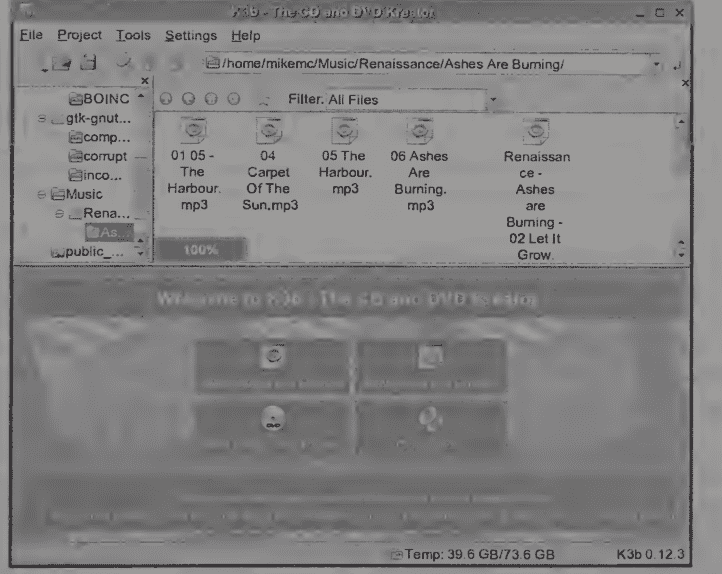 K3b - The CD and DVD Kreator
File Project Tools Settings Help
/home/mikemc/Music/Renaissance/Ashes Are Burning/
BOINC
gtk-gnut...
comp...
corrupt
inco...
Music
Rena...
As...
public_...
Filter: All Files
01 05 -
The
Harbour.
mp3
04
Carpet
Of The
Sun.mp3
05 The
Harbour.
mp3
06 Ashes
Are
Burning.
mp3
Renaissan
ce -
Ashes
are
Burning -
02 Let It
Grow.
100%
Welcome to K3b - The CD and DVD Kreator
Temp: 39.6 GB/73.6 GB
K3b 0.12.3